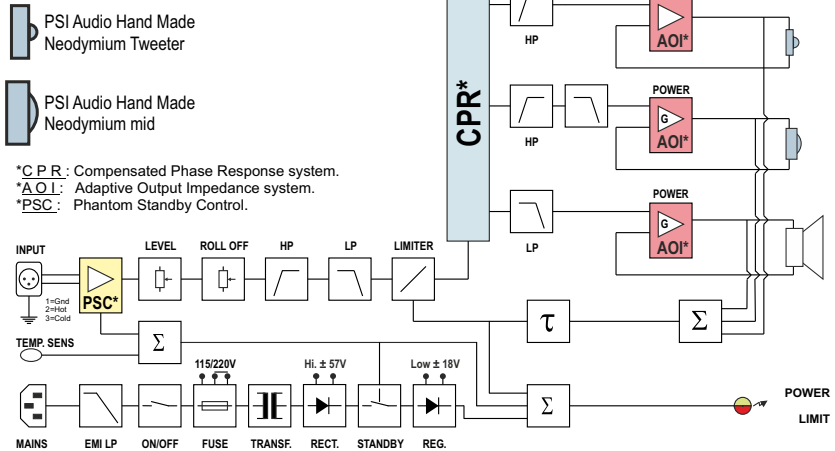 PSI Audio Hand Made
Neodymium Tweeter
PSI Audio Hand Made
Neodymium mid
*C P R : Compensated Phase Response system.
*A O I : Adaptive Output Impedance system.
*PSC : Phantom Standby Control.
CPR*
HP
AOI*
HP
POWER
G
AOI*
LP
POWER
G
AOI*
INPUT
1=Gnd
2=Hot
3=Cold
PSC*
LEVEL
ROLL OFF
HP
LP
LIMITER
τ
Σ
TEMP. SENS
Σ
115/220V
Hi. ± 57V
Low ± 18V
Σ
POWER
LIMIT
MAINS
EMI LP
ON/OFF
FUSE
TRANSF.
RECT.
STANDBY
REG.